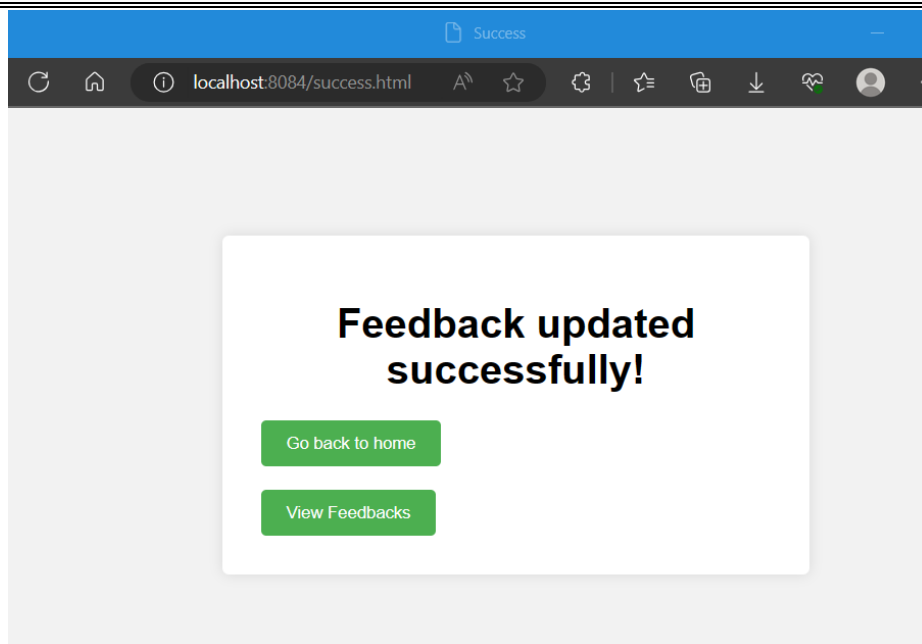 Success
localhost:8084/success.html
Feedback updated
successfully!
Go back to home
View Feedbacks